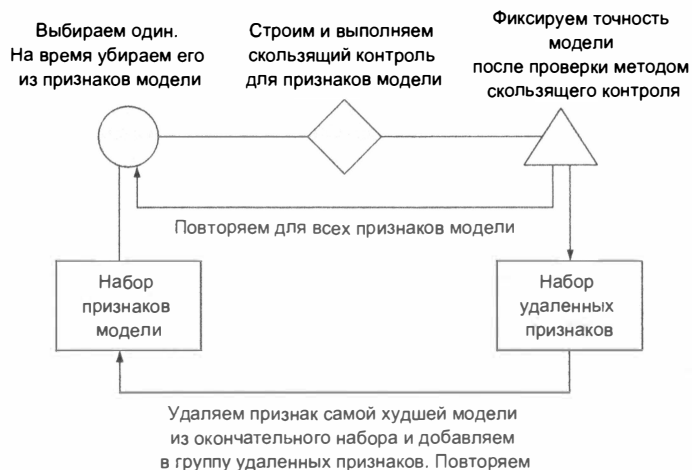 Выбираем один.
На время убираем его
из признаков модели
Строим и выполняем
скользящий контроль
для признаков модели
Фиксируем точность
модели
после проверки методом
скользящего контроля
Повторяем для всех признаков модели
Набор
признаков
модели
Набор
удаленных
признаков
Удаляем признак самой худшей модели
из окончательного набора и добавляем
в группу удаленных признаков. Повторяем